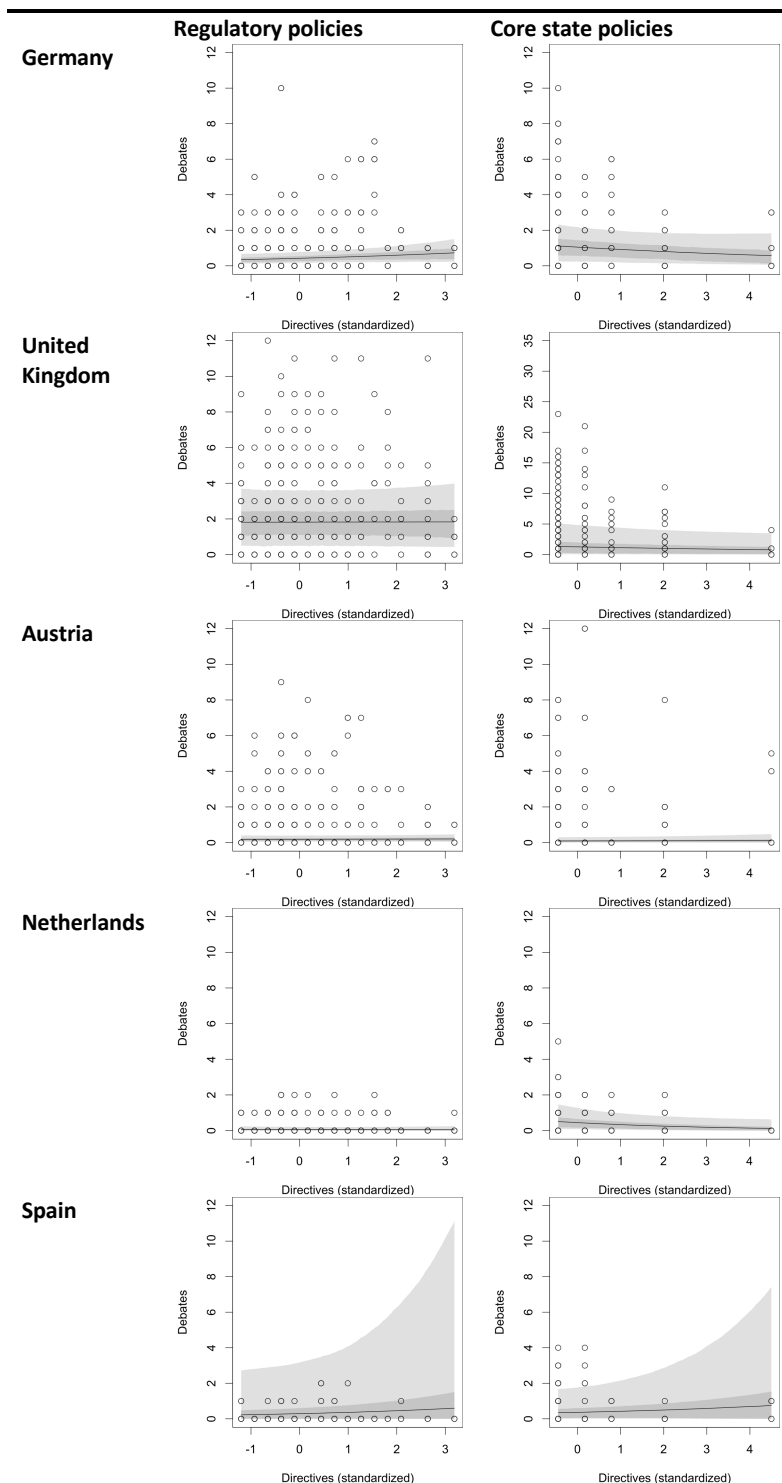 Regulatory policies Core state policies
Germany
12
10
8
6
4
2
0
Debates
-1 0 1 2 3
Directives (standardized)
12
10
8
6
4
2
0
Debates
0 1 2 3 4
Directives (standardized)
United
Kingdom
12
10
8
6
4
2
0
Debates
-1 0 1 2 3
Directives (standardized)
35
30
25
20
15
10
5
0
Debates
0 1 2 3 4
Directives (standardized)
Austria
12
10
8
6
4
2
0
Debates
-1 0 1 2 3
Directives (standardized)
12
10
8
6
4
2
0
Debates
0 1 2 3 4
Directives (standardized)
Netherlands
12
10
8
6
4
2
0
Debates
-1 0 1 2 3
Directives (standardized)
12
10
8
6
4
2
0
Debates
0 1 2 3 4
Directives (standardized)
Spain
12
10
8
6
4
2
0
Debates
-1 0 1 2 3
Directives (standardized)
12
10
8
6
4
2
0
Debates
0 1 2 3 4
Directives (standardized)